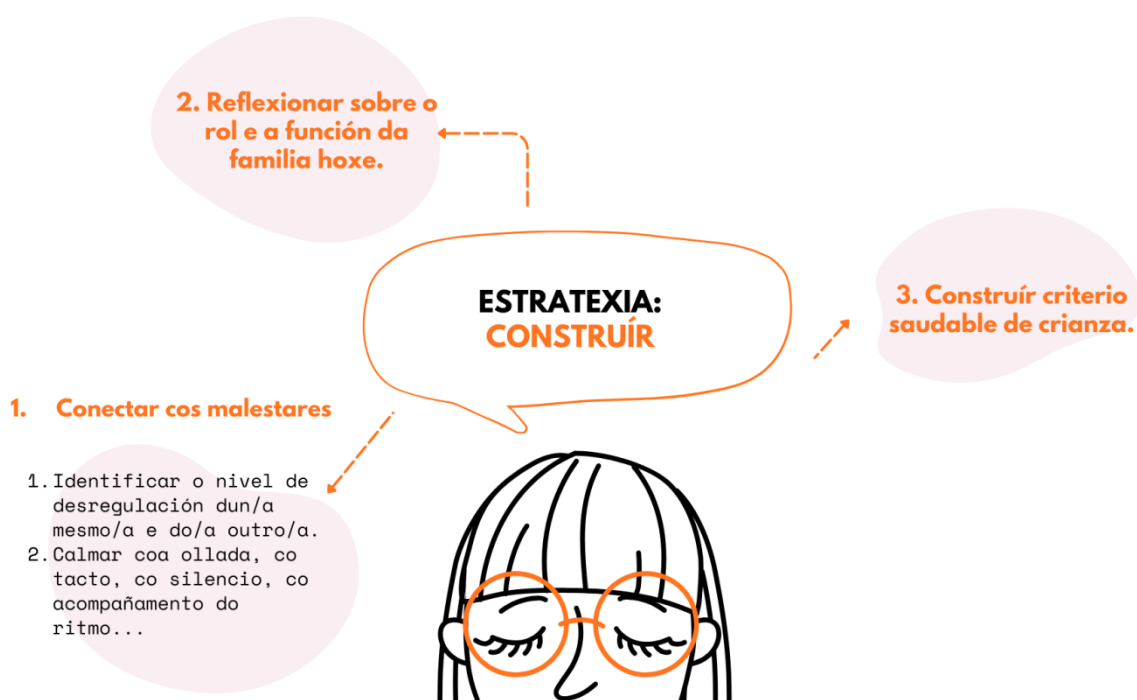 2. Reflexionar sobre o
rol e a función da
familia hoxe.
ESTRATEXIA:
CONSTRUÍR
3. Construír criterio
saudable de crianza.
1. Conectar cos malestares
1. Identificar o nivel de
desregulación dun/a
mesmo/a e do/a outro/a.
2. Calmar coa ollada, co
tacto, co silencio, co
acompañamento do
ritmo...